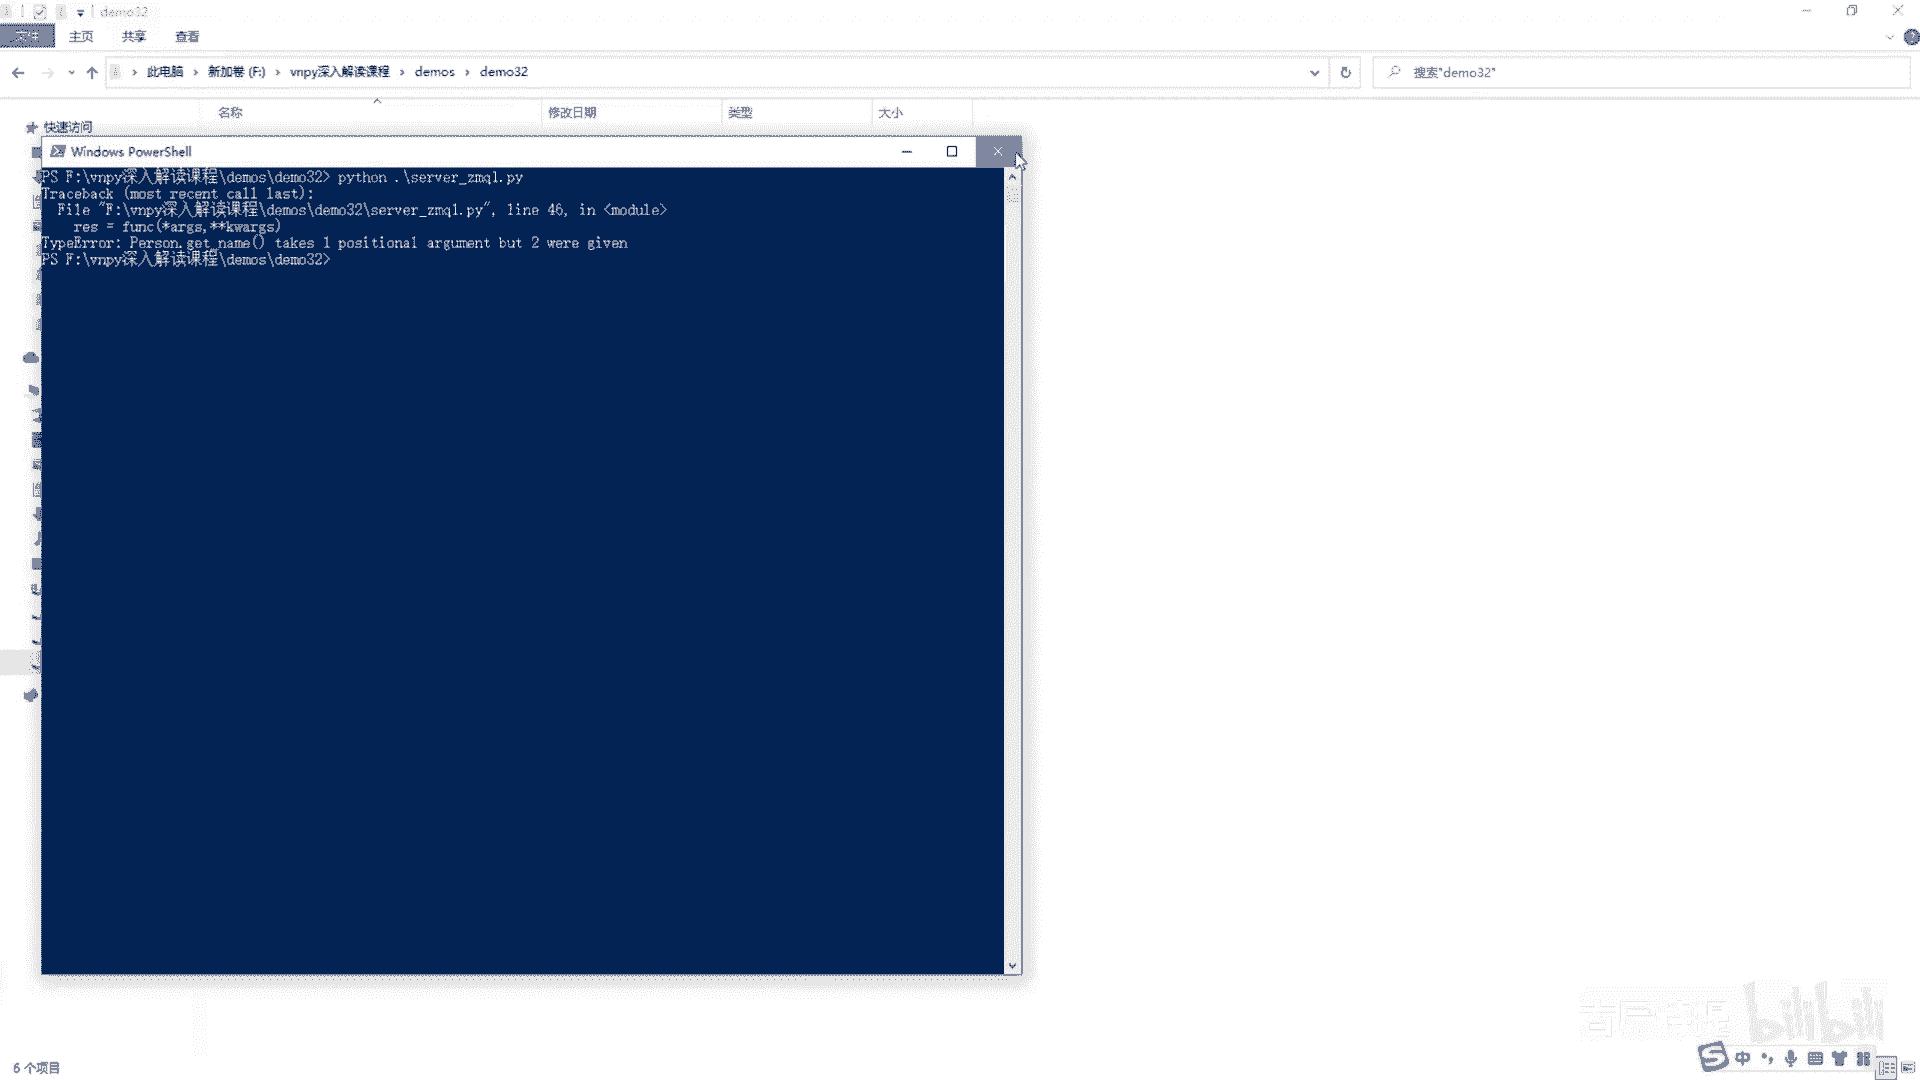 demo32
文件 主页 共享 查看
此电脑 › 新加卷 (F:) › vnpy深入解读课程 › demos › demo32
搜索"demo32"
名称 修改日期 类型 大小
快速访问
Windows PowerShell
PS F:\vnpy深入解读课程\demos\demo32> python .\server_zmq1.py
Traceback (most recent call last):
File "F:\vnpy深入解读课程\demos\demo32\server_zmq1.py", line 46, in <module>
res = func(*args,**kwargs)
TypeError: Person.get_name() takes 1 positional argument but 2 were given
PS F:\vnpy深入解读课程\demos\demo32>
bilibili
中
6 个项目